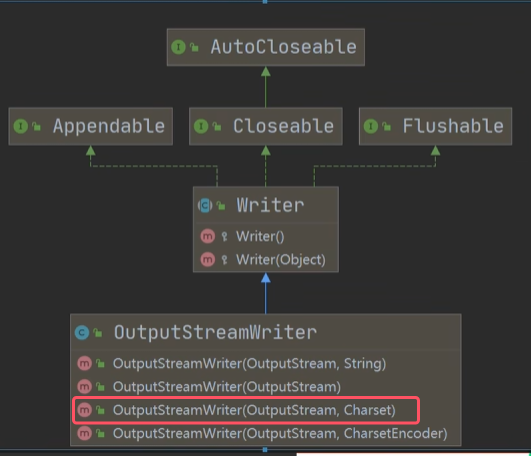 AutoCloseable
Appendable
Closeable
Flushable
Writer
Writer()
Writer(Object)
OutputStreamWriter
OutputStreamWriter(OutputStream, String)
OutputStreamWriter(OutputStream)
OutputStreamWriter(OutputStream, Charset)
OutputStreamWriter(OutputStream, CharsetEncoder)